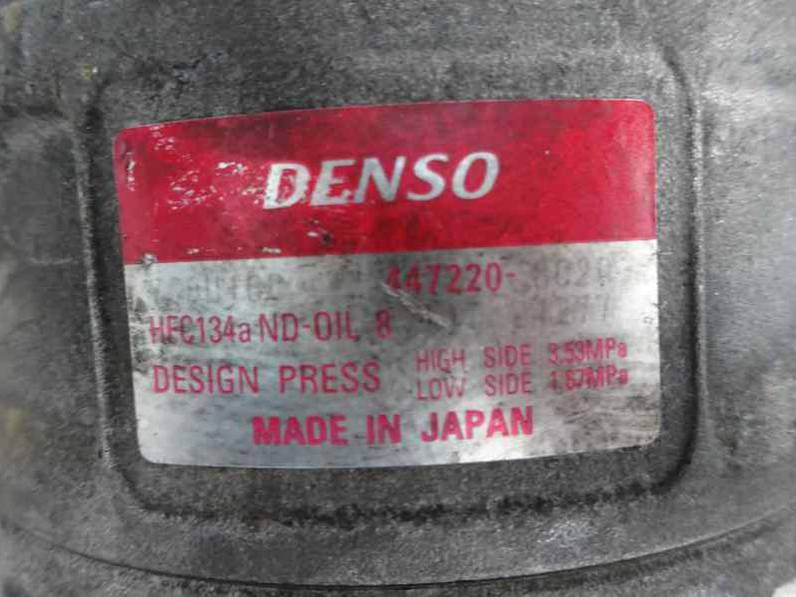 DENSO
447220-
HFC134a ND-OIL 8
DESIGN PRESS HIGH SIDE 3.53MPa
LOW SIDE 1.67MPa
MADE IN JAPAN